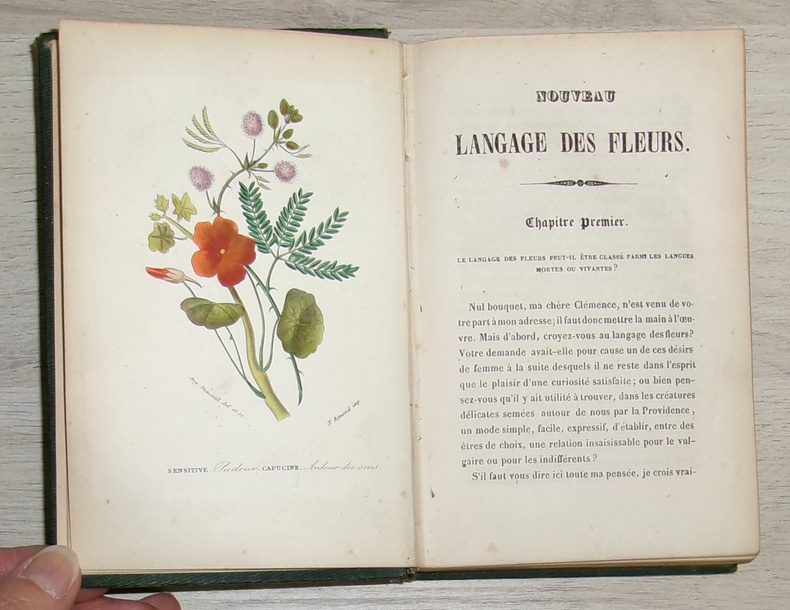 SENSITIVE, Pudeur, CAPUCINE, Ardeur des sens.
NOUVEAU
LANGAGE DES FLEURS.
Chapitre Premier.
LE LANGAGE DES FLEURS PEUT-IL ÊTRE CLASSÉ PARMI LES LANGUES
MORTES OU VIVANTES?
Nul bouquet, ma chère Clémence, n'est venu de vo-
tre part à mon adresse; il faut donc mettre la main à l'œu-
vre. Mais d'abord, croyez-vous au langage des fleurs?
Votre demande avait-elle pour cause un de ces désirs
de femme à la suite desquels il ne reste dans l'esprit
que le plaisir d'une curiosité satisfaite; ou bien pen-
sez-vous qu'il y ait utilité à trouver, dans les créatures
délicates semées autour de nous par la Providence,
un mode simple, facile, expressif, d'établir, entre des
êtres de choix, une relation insaisissable pour le vul-
gaire ou pour les indifférents?
S'il faut vous dire ici toute ma pensée, je crois vrai-